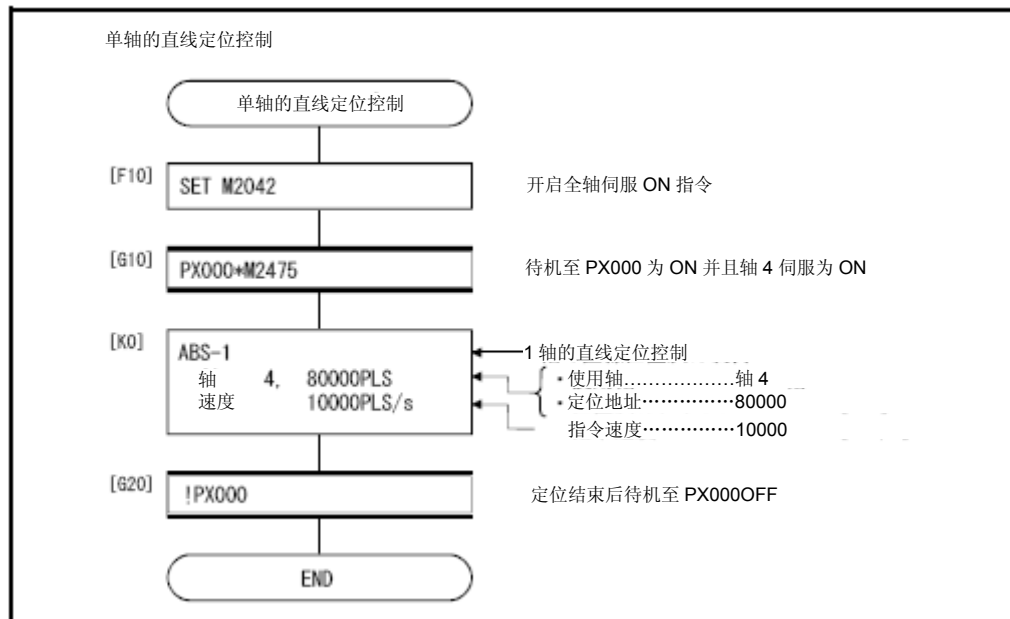 单轴的直线定位控制
单轴的直线定位控制
[F10] SET M2042 开启全轴伺服 ON 指令
[G10] PX000*M2475 待机至 PX000 为 ON 并且轴 4 伺服为 ON
[K0] ABS-1 1 轴的直线定位控制
轴 4, 80000PLS ・使用轴………………轴 4
速度 10000PLS/s ・定位地址……………80000
指令速度……………10000
[G20] !PX000 定位结束后待机至 PX000OFF
END